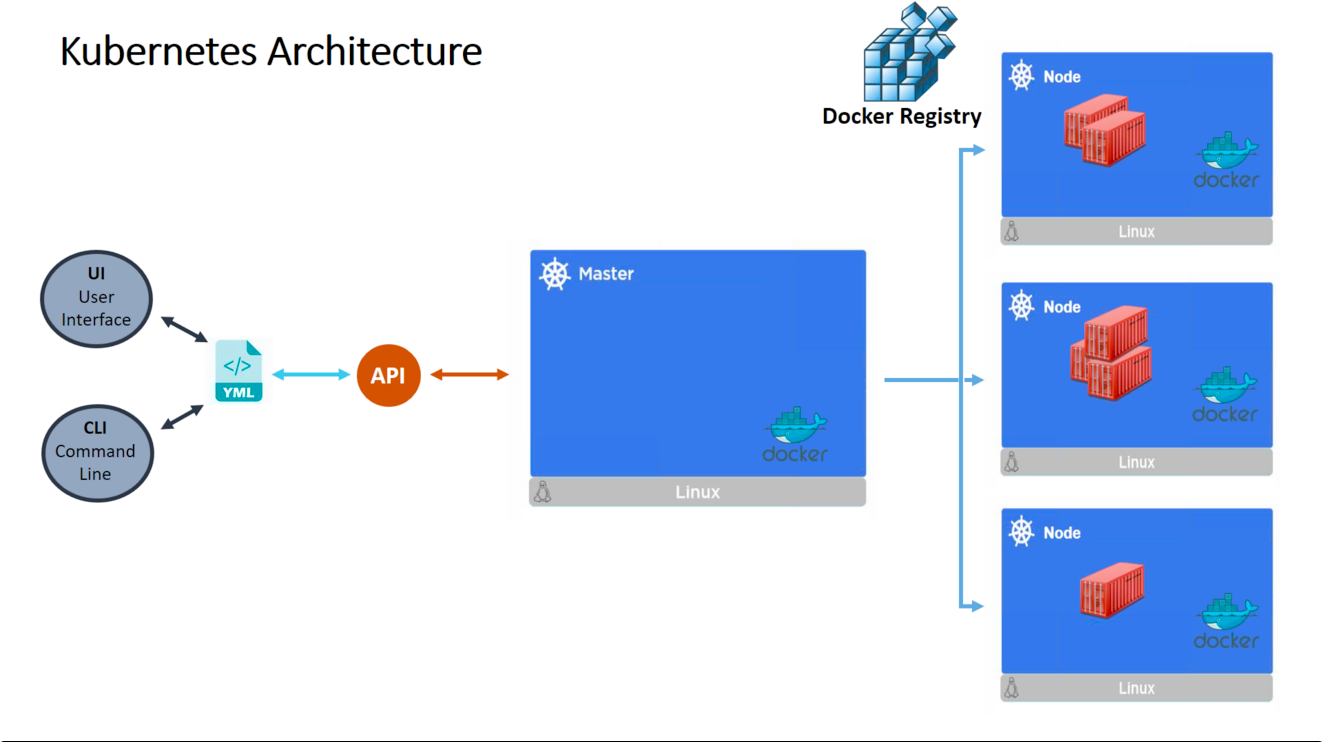 Kubernetes Architecture
Docker Registry
UI
User
Interface
CLI
Command
Line
</>
YML
API
Master
docker
Linux
Node
docker
Linux
Node
docker
Linux
Node
docker
Linux